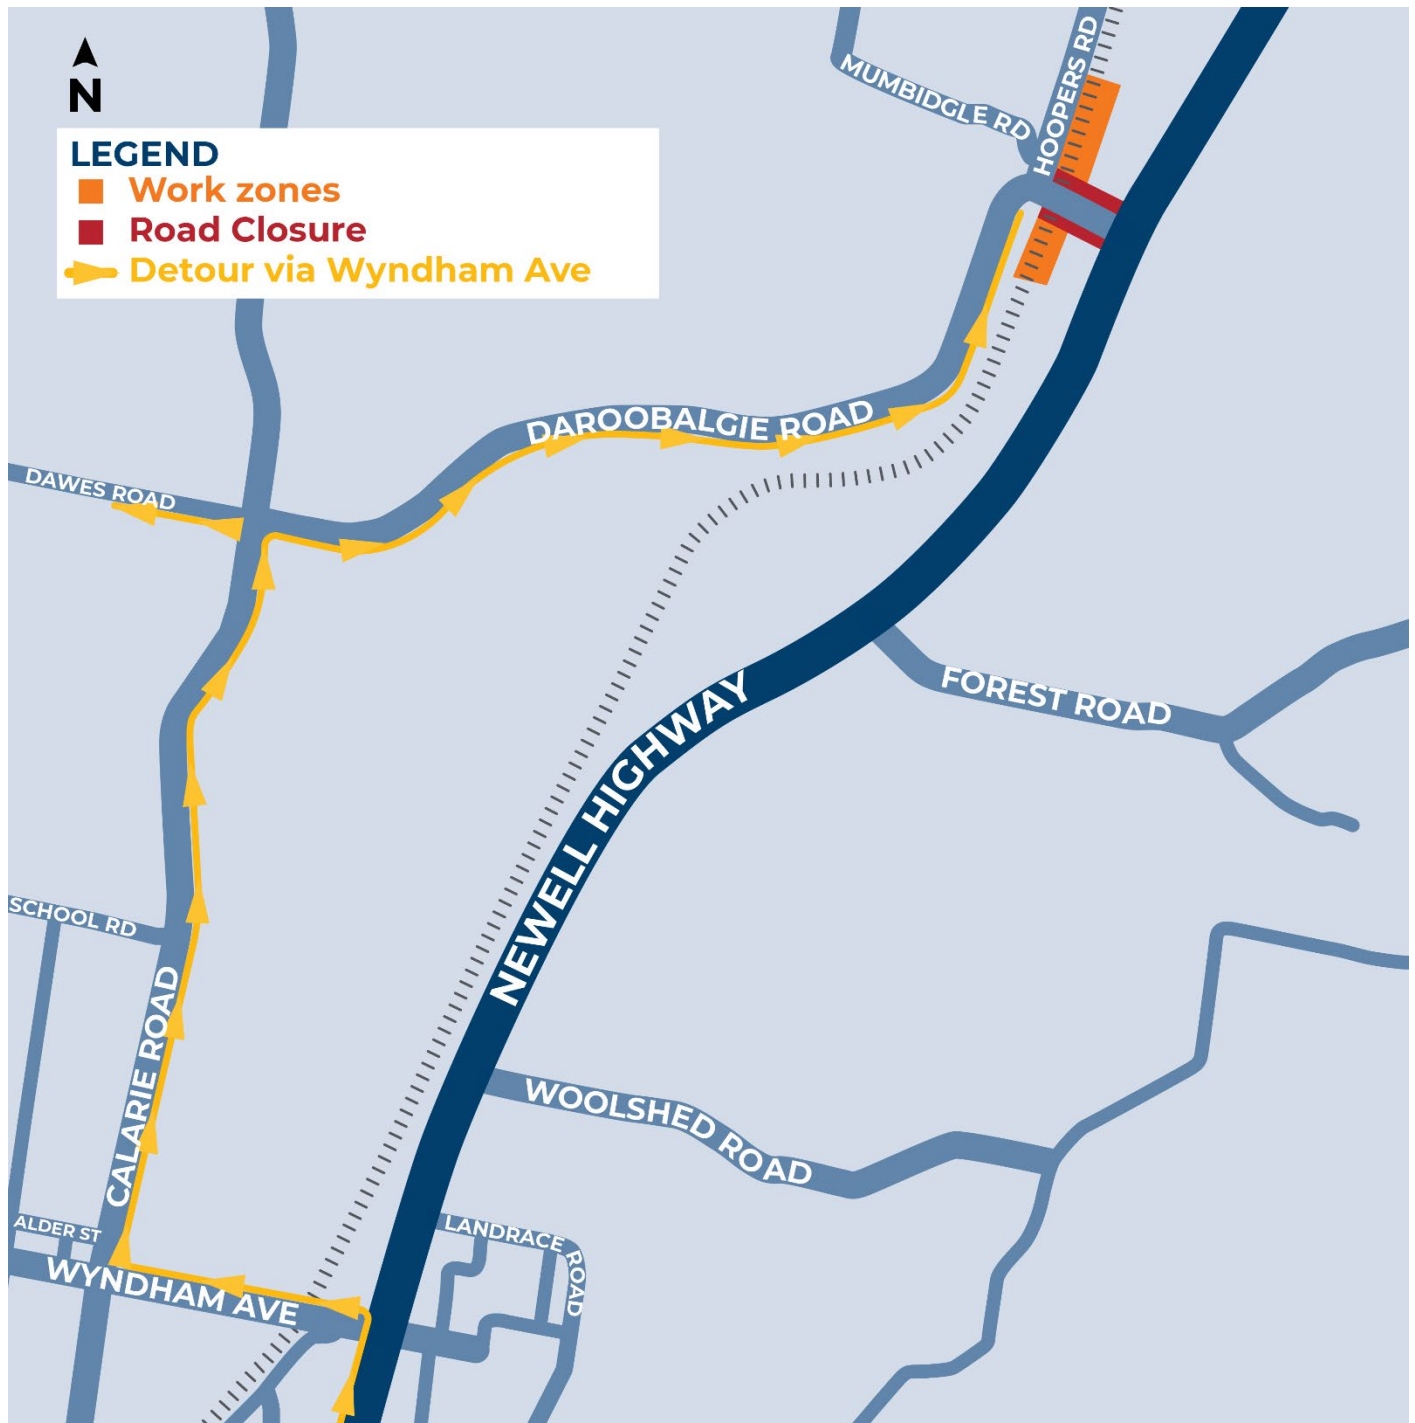 MUMBIDGLE RD
HOOPERS RD
N
LEGEND
Work zones
Road Closure
Detour via Wyndham Ave
DAROOBALGIE ROAD
DAWES ROAD
FOREST ROAD
NEWELL HIGHWAY
SCHOOL RD
CALARIE ROAD
WOOLSHED ROAD
ALDER ST
LANDRACE ROAD
WYNDHAM AVE